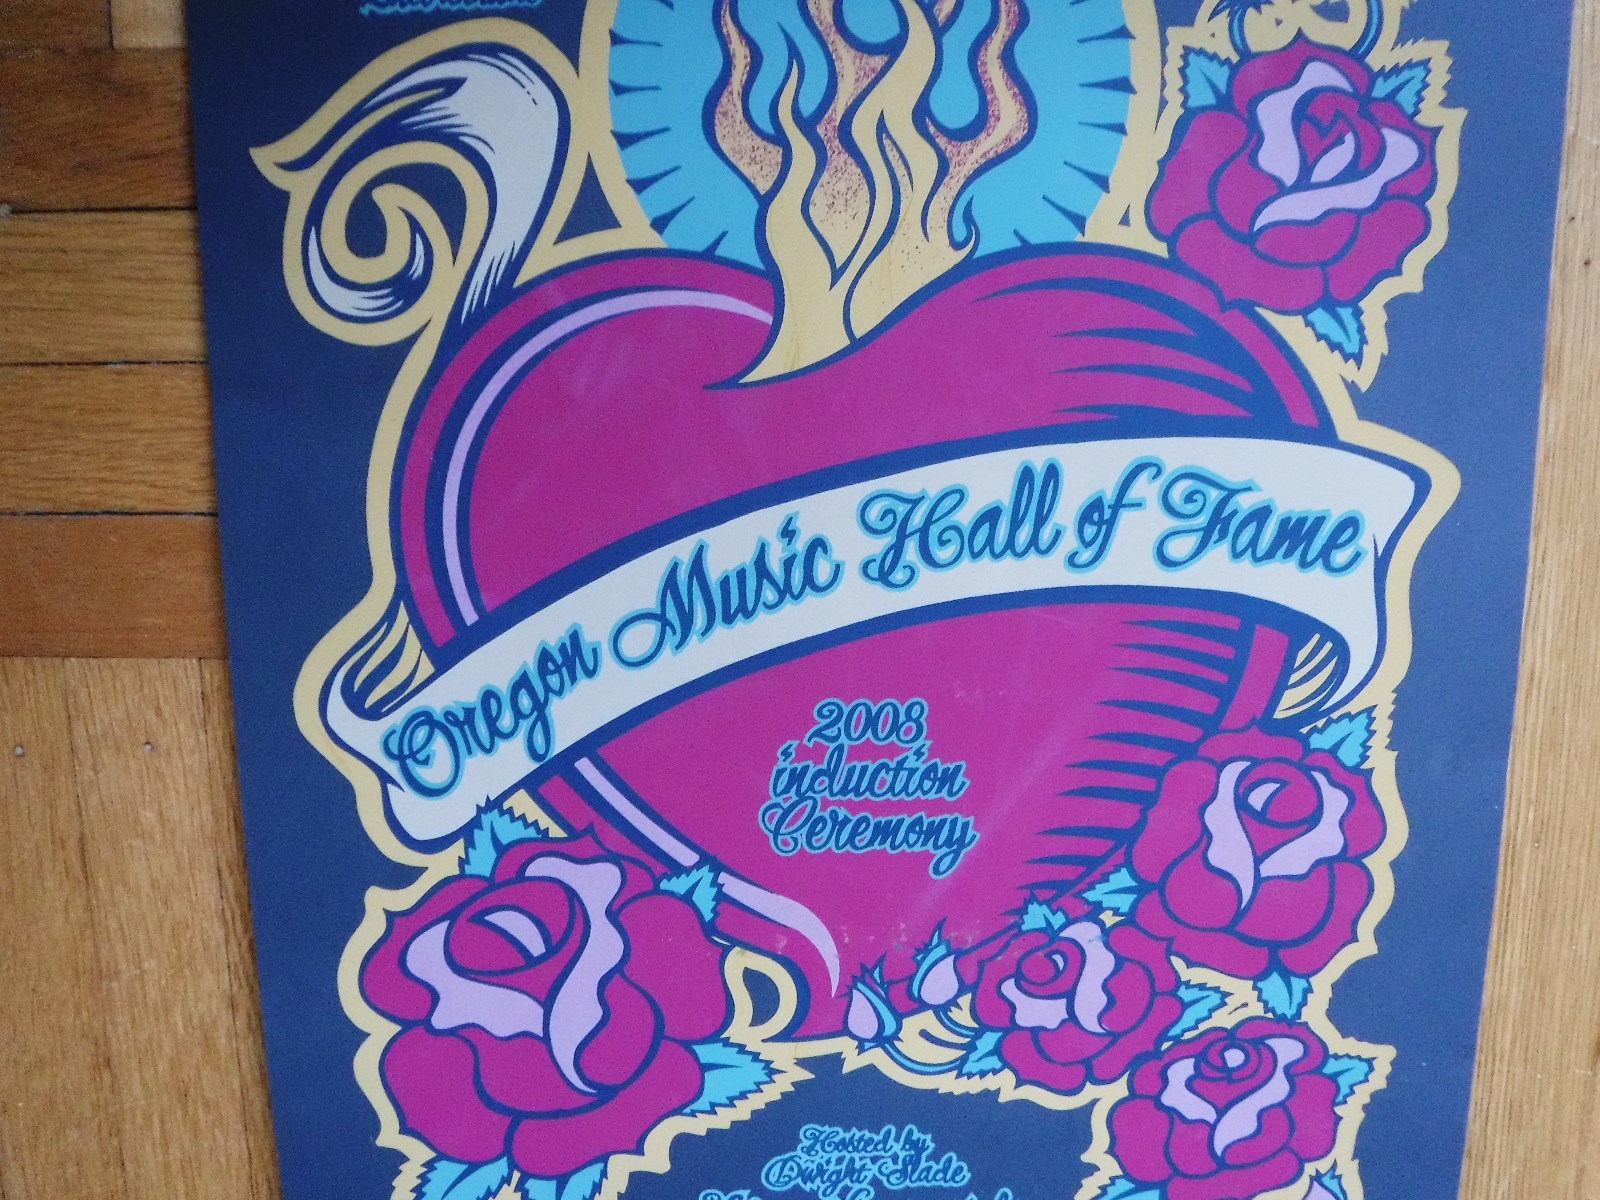 Oregon Music Hall of Fame
2008
induction
Ceremony
Hosted by
Dwight Slade